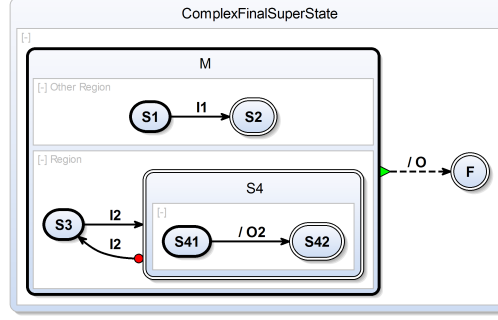 ComplexFinalSuperState
[-]
M
[-] Other Region
S1
I1
S2
/ O
F
[-] Region
S4
S3
I2
I2
[-]
S41
/ O2
S42